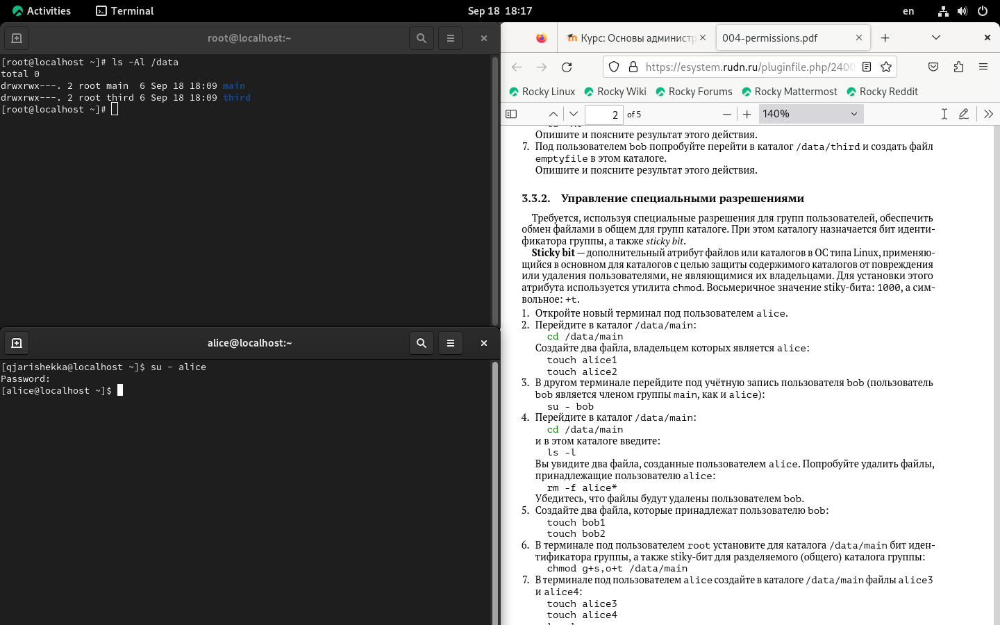 Activities
Terminal
Sep 18 18:17
en
root@localhost:~
[root@localhost ~]# ls -Al /data
total 0
drwxrwx---. 2 root main  6 Sep 18 18:09 main
drwxrwx---. 2 root third 6 Sep 18 18:09 third
[root@localhost ~]#
alice@localhost:~
[qjarishekka@localhost ~]$ su - alice
Password:
[alice@localhost ~]$
Курс: Основы администр
004-permissions.pdf
https://esystem.rudn.ru/pluginfile.php/2400
Rocky Linux
Rocky Wiki
Rocky Forums
Rocky Mattermost
Rocky Reddit
2 of 5
140%
Опишите и поясните результат этого действия.
7. Под пользователем bob попробуйте перейти в каталог /data/third и создать файл
emptyfile в этом каталоге.
Опишите и поясните результат этого действия.
3.3.2. Управление специальными разрешениями
Требуется, используя специальные разрешения для групп пользователей, обеспечить
обмен файлами в общем для групп каталоге. При этом каталогу назначается бит иденти-
фикатора группы, а также sticky bit.
Sticky bit — дополнительный атрибут файлов или каталогов в ОС типа Linux, применяю-
щийся в основном для каталогов с целью защиты содержимого каталогов от повреждения
или удаления пользователями, не являющимися их владельцами. Для установки этого
атрибута используется утилита chmod. Восьмеричное значение stiky-бита: 1000, а сим-
вольное: +t.
1. Откройте новый терминал под пользователем alice.
2. Перейдите в каталог /data/main:
cd /data/main
Создайте два файла, владельцем которых является alice:
touch alice1
touch alice2
3. В другом терминале перейдите под учётную запись пользователя bob (пользователь
bob является членом группы main, как и alice):
su - bob
4. Перейдите в каталог /data/main:
cd /data/main
и в этом каталоге введите:
ls -l
Вы увидите два файла, созданные пользователем alice. Попробуйте удалить файлы,
принадлежащие пользователю alice:
rm -f alice*
Убедитесь, что файлы будут удалены пользователем bob.
5. Создайте два файла, которые принадлежат пользователю bob:
touch bob1
touch bob2
6. В терминале под пользователем root установите для каталога /data/main бит иден-
тификатора группы, а также stiky-бит для разделяемого (общего) каталога группы:
chmod g+s,o+t /data/main
7. В терминале под пользователем alice создайте в каталоге /data/main файлы alice3
и alice4:
touch alice3
touch alice4